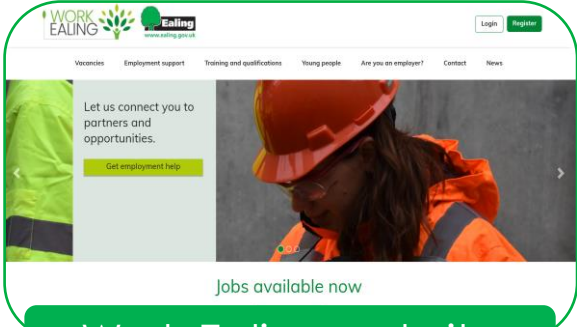 WORK
EALING
Ealing
www.ealing.gov.uk
Login Register
Vacancies Employment support Training and qualifications Young people Are you an employer? Contact News
Let us connect you to
partners and
opportunities.
Get employment help
Jobs available now